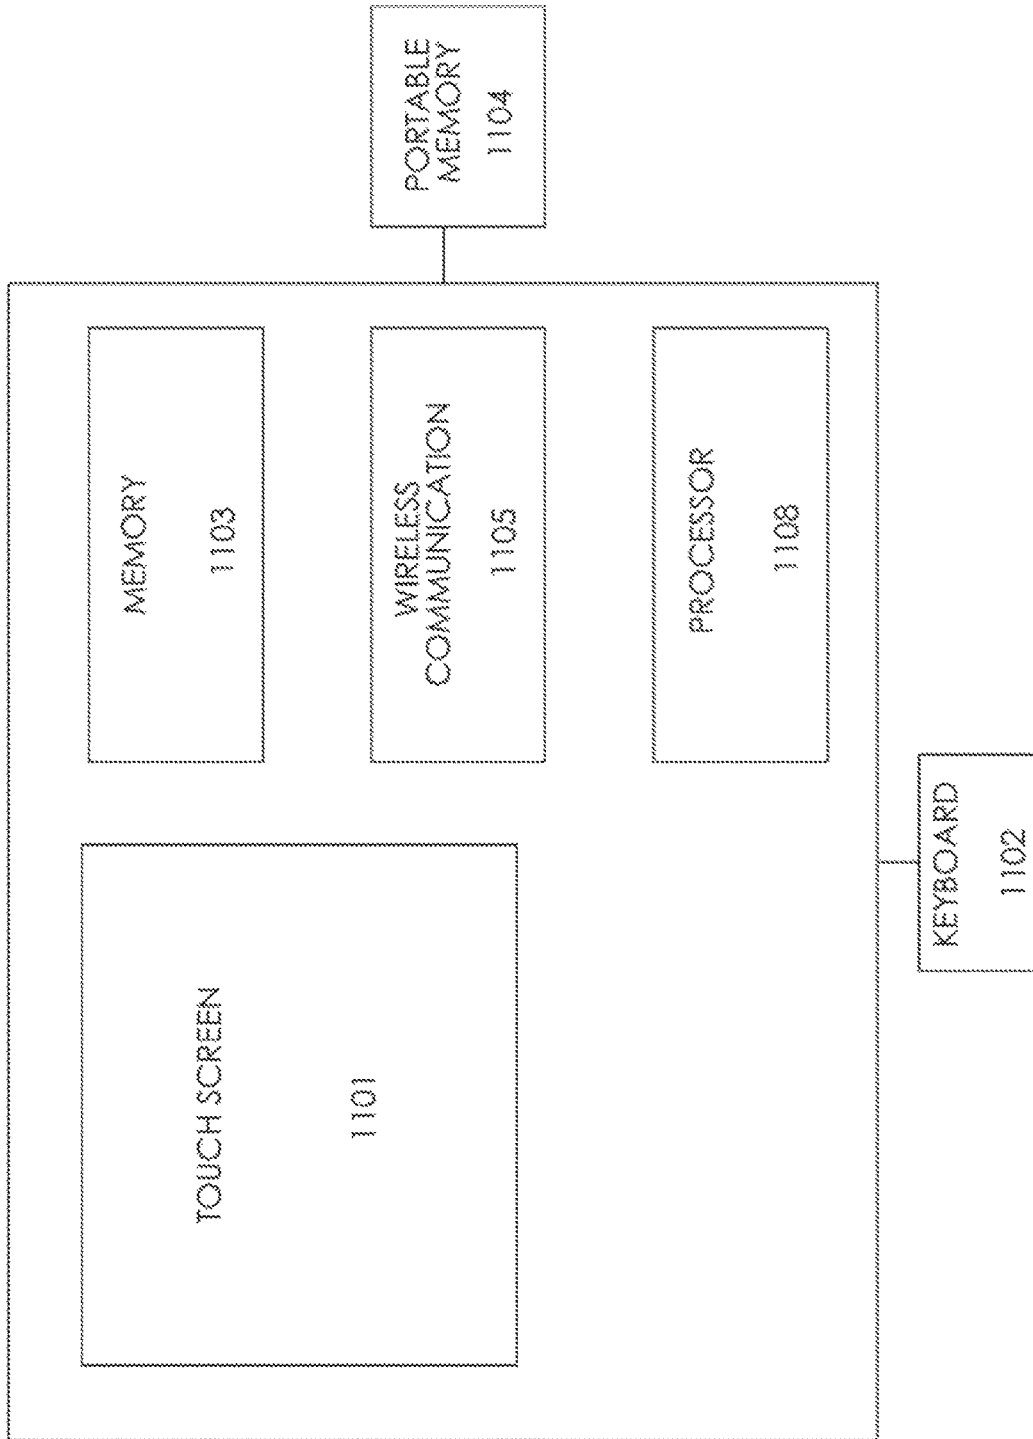 TOUCH SCREEN
1101
MEMORY
1103
WIRELESS
COMMUNICATION
1105
PROCESSOR
1108
PORTABLE
MEMORY
1104
KEYBOARD
1102